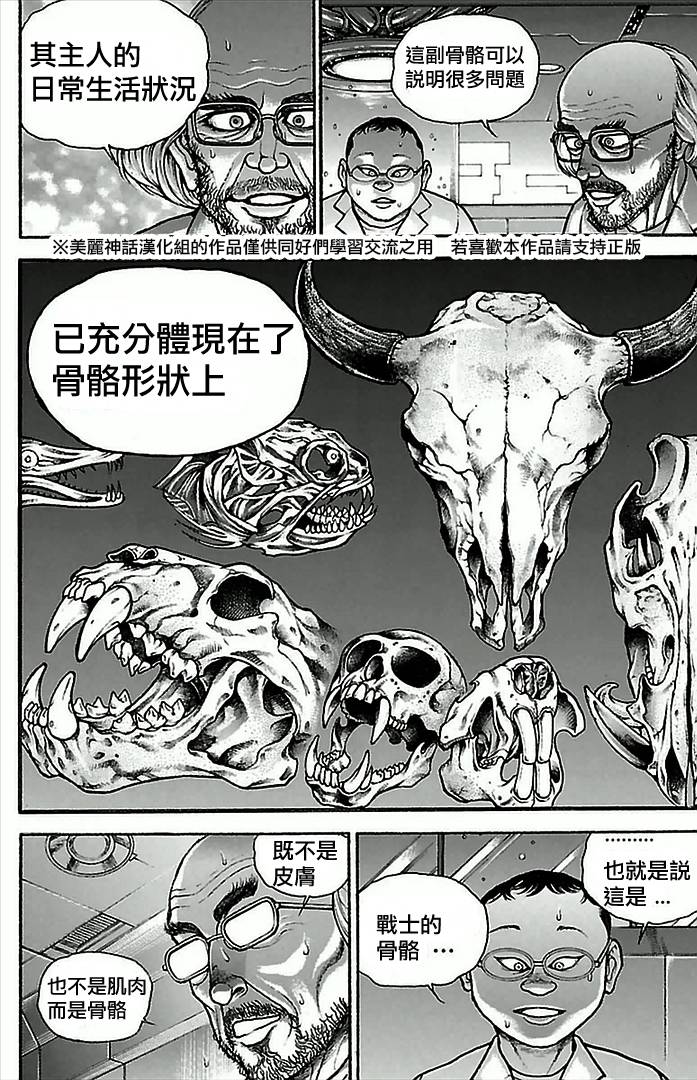 這副骨骼可以
説明很多問題
其主人的
日常生活狀況
※美麗神話漢化組的作品僅供同好們學習交流之用　若喜歡本作品請支持正版
已充分體現在了
骨骼形狀上
………
也就是説
這是 …
戰士的
骨骼 …
既不是
皮膚
也不是肌肉
而是骨骼